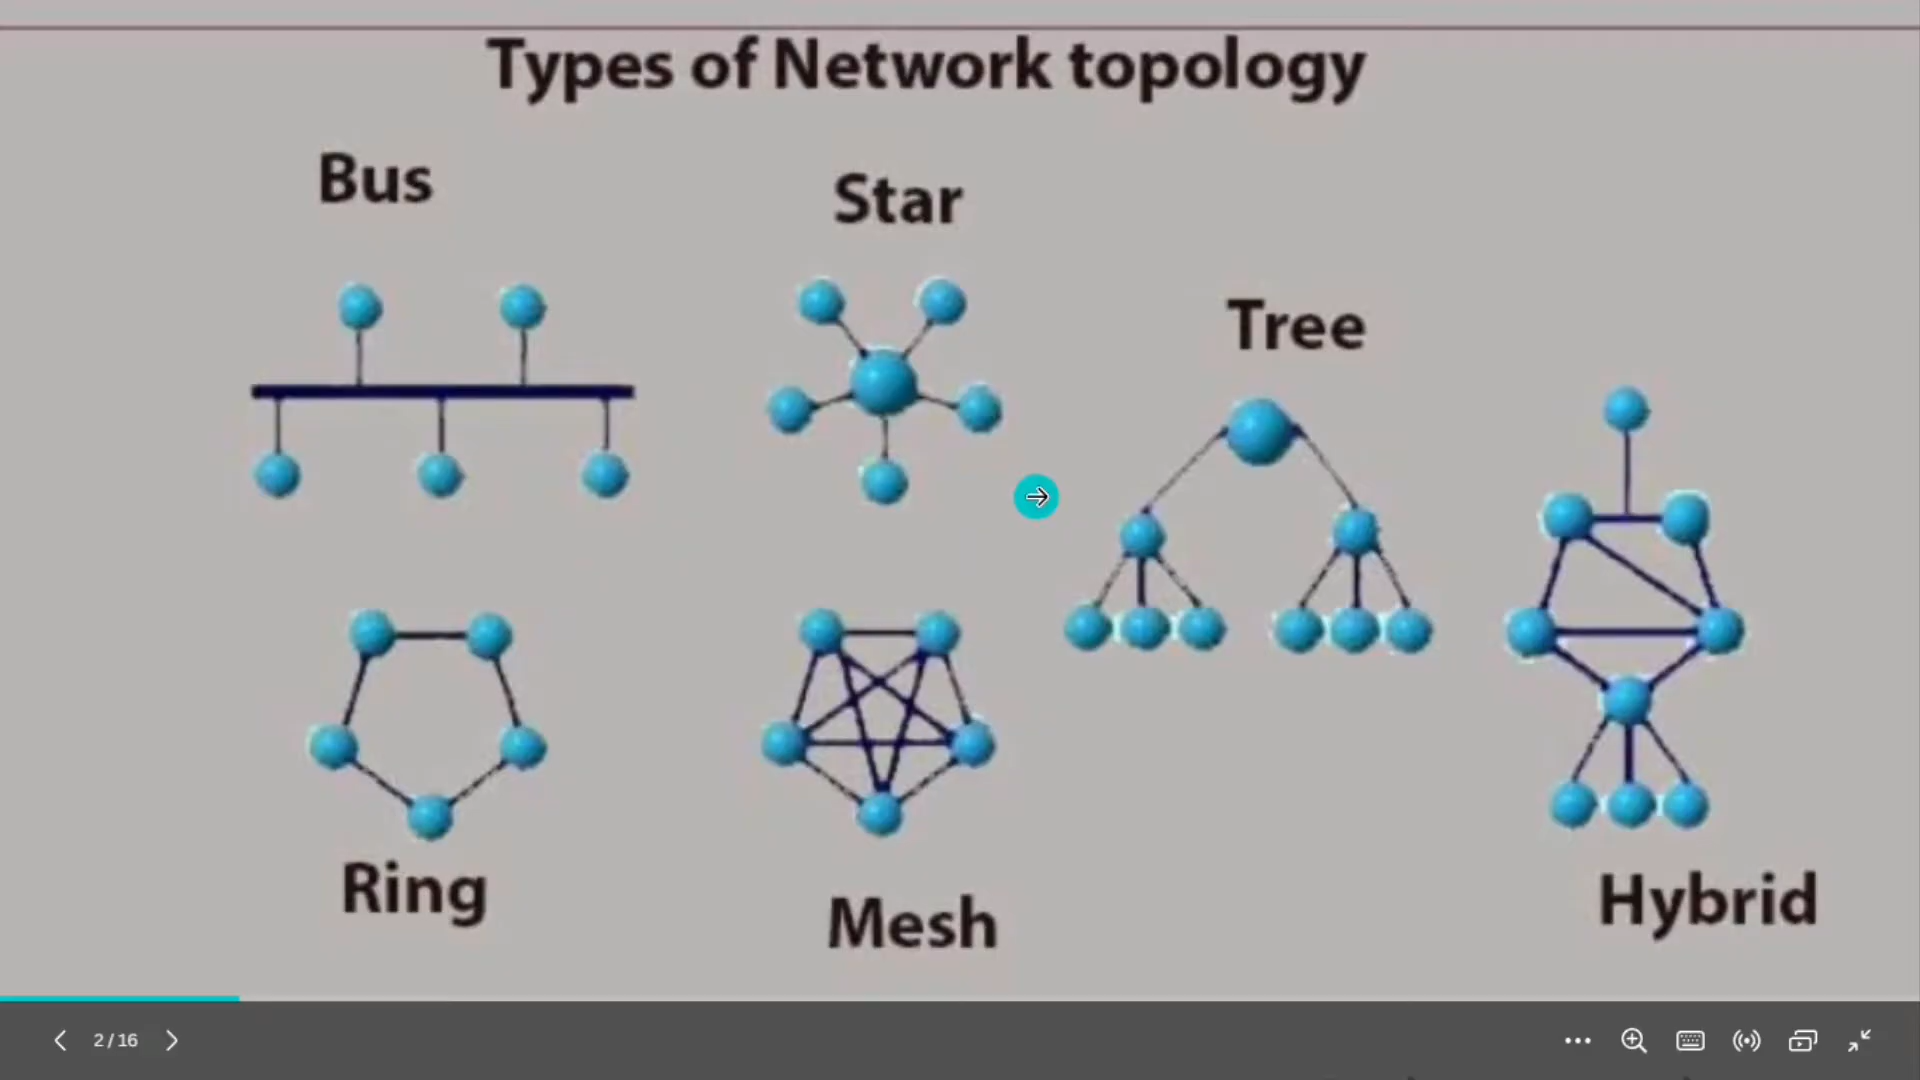 Types of Network topology
Bus
Star
Tree
Ring
Mesh
Hybrid
2 / 16